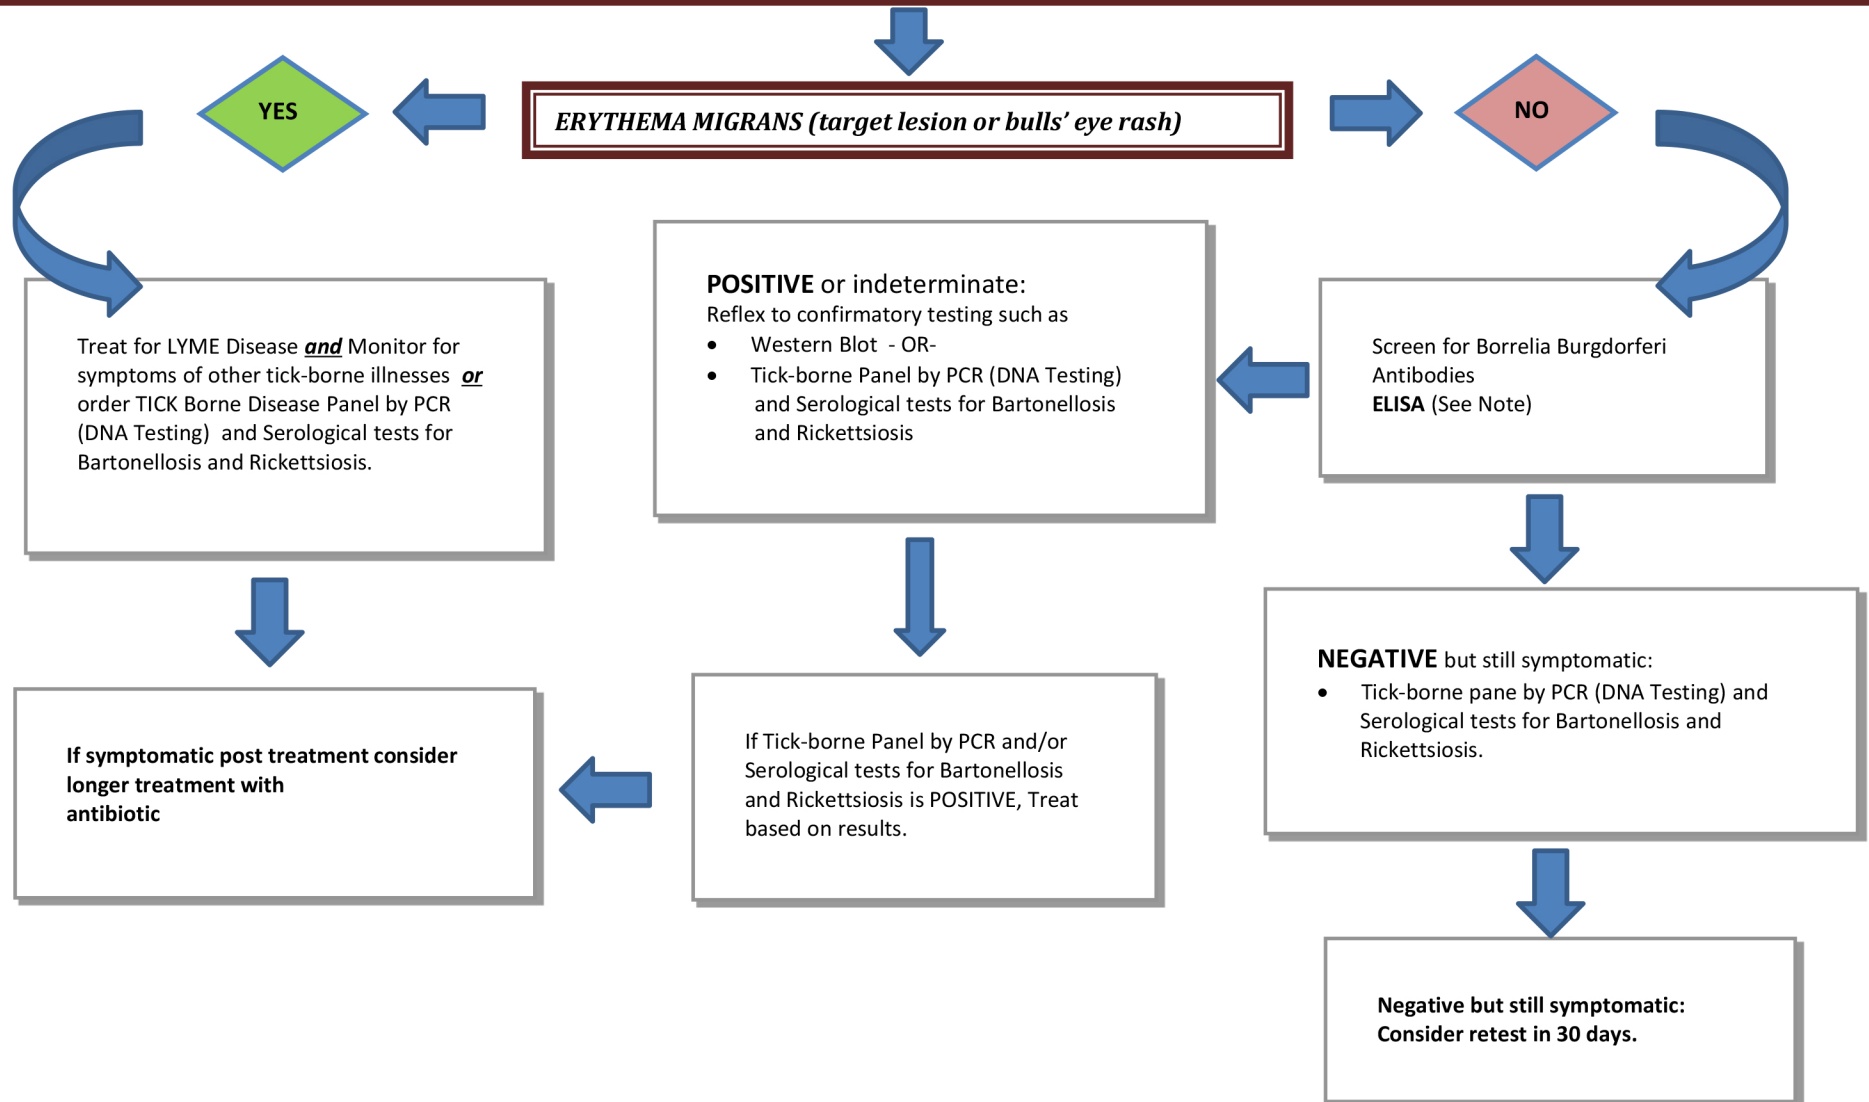 YES
ERYTHEMA MIGRANS (target lesion or bulls’ eye rash)
NO
Treat for LYME Disease and Monitor for
symptoms of other tick-borne illnesses or
order TICK Borne Disease Panel by PCR
(DNA Testing) and Serological tests for
Bartonellosis and Rickettsiosis.
POSITIVE or indeterminate:
Reflex to confirmatory testing such as
• Western Blot - OR-
• Tick-borne Panel by PCR (DNA Testing)
and Serological tests for Bartonellosis
and Rickettsiosis
Screen for Borrelia Burgdorferi
Antibodies
ELISA (See Note)
If symptomatic post treatment consider
longer treatment with
antibiotic
If Tick-borne Panel by PCR and/or
Serological tests for Bartonellosis
and Rickettsiosis is POSITIVE, Treat
based on results.
NEGATIVE but still symptomatic:
• Tick-borne pane by PCR (DNA Testing) and
Serological tests for Bartonellosis and
Rickettsiosis.
Negative but still symptomatic:
Consider retest in 30 days.